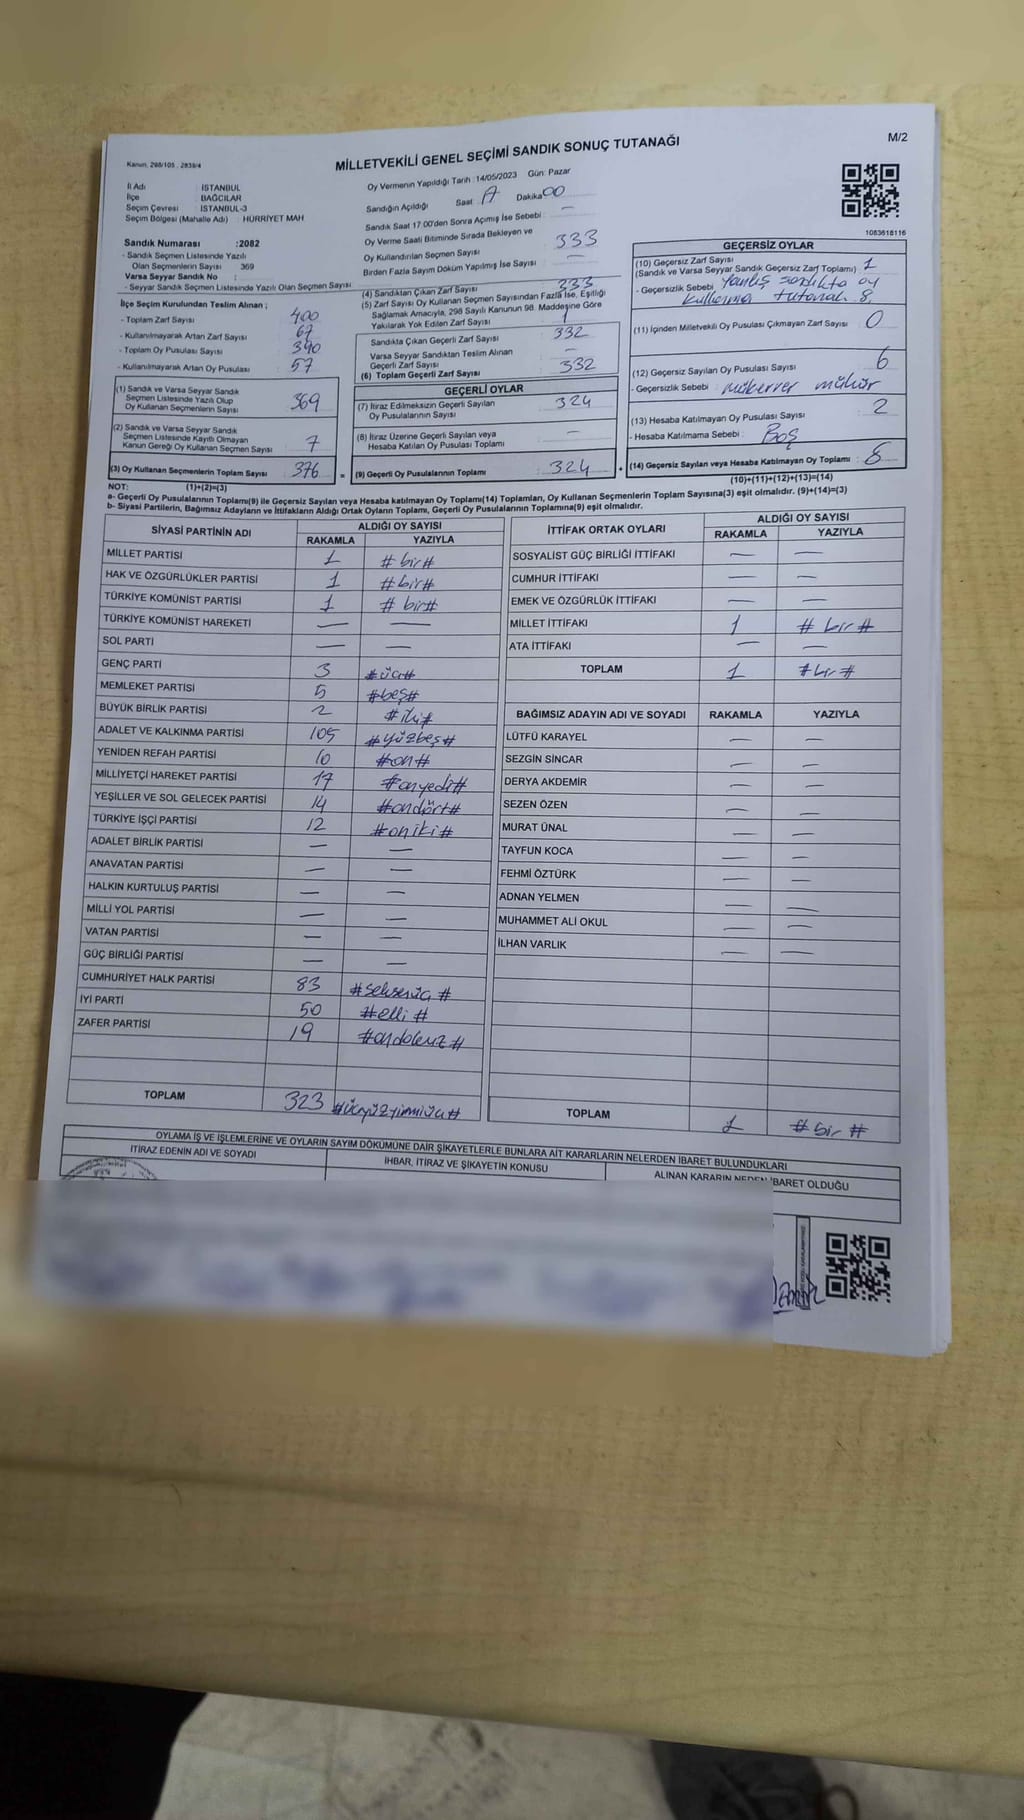 M/2
Kanun, 298/105 , 2839/4
MİLLETVEKİLİ GENEL SEÇİMİ SANDIK SONUÇ TUTANAĞI
İl Adı : İSTANBUL
İlçe : BAĞCILAR
Seçim Çevresi : İSTANBUL-3
Seçim Bölgesi (Mahalle Adı) : HÜRRİYET MAH
Sandık Numarası :2082
- Sandık Seçmen Listesinde Yazılı
Olan Seçmenlerin Sayısı : 369
Varsa Seyyar Sandık No :
- Seyyar Sandık Seçmen Listesinde Yazılı Olan Seçmen Sayısı
Oy Vermenin Yapıldığı Tarih :14/05/2023 Gün: Pazar
Sandığın Açıldığı Saat 17 Dakika 00
Sandık Saat 17.00'den Sonra Açımış İse Sebebi : —
Oy Verme Saati Bitiminde Sırada Bekleyen ve
Oy Kullandırılan Seçmen Sayısı 333
Birden Fazla Sayım Döküm Yapılmış İse Sayısı : —
İlçe Seçim Kurulundan Teslim Alınan ;
- Toplam Zarf Sayısı : 400
- Kullanılmayarak Artan Zarf Sayısı : 67
- Toplam Oy Pusulası Sayısı : 390
- Kullanılmayarak Artan Oy Pusulası : 57
(4) Sandıktan Çıkan Zarf Sayısı 333
(5) Zarf Sayısı Oy Kullanan Seçmen Sayısından Fazla İse, Eşitliği
Sağlamak Amacıyla, 298 Sayılı Kanunun 98. Maddesine Göre
Yakılarak Yok Edilen Zarf Sayısı 1
Sandıkta Çıkan Geçerli Zarf Sayısı 332
Varsa Seyyar Sandıktan Teslim Alınan
Geçerli Zarf Sayısı : —
(6) Toplam Geçerli Zarf Sayısı : 332
GEÇERSİZ OYLAR
1083618116
(10) Geçersiz Zarf Sayısı
(Sandık ve Varsa Seyyar Sandık Geçersiz Zarf Toplamı) 1
- Geçersizlik Sebebi : Yanlış sandıkta oy
kullanma tutanak 8.
(11) İçinden Milletvekili Oy Pusulası Çıkmayan Zarf Sayısı : 0
(12) Geçersiz Sayılan Oy Pusulası Sayısı : 6
- Geçersizlik Sebebi : mükerrer mühür
(13) Hesaba Katılmayan Oy Pusulası Sayısı : 2
- Hesaba Katılmama Sebebi : Boş
(14) Geçersiz Sayılan veya Hesaba Katılmayan Oy Toplamı : 8
(10)+(11)+(12)+(13)=(14)
(1) Sandık ve Varsa Seyyar Sandık
Seçmen Listesinde Yazılı Olup
Oy Kullanan Seçmenlerin Sayısı : 369
(2) Sandık ve Varsa Seyyar Sandık
Seçmen Listesinde Kayıtlı Olmayan
Kanun Gereği Oy Kullanan Seçmen Sayısı : 7
(3) Oy Kullanan Seçmenlerin Toplam Sayısı : 376 =
GEÇERLİ OYLAR
(7) İtiraz Edilmeksizin Geçerli Sayılan
Oy Pusulalarının Sayısı : 324
(8) İtiraz Üzerine Geçerli Sayılan veya
Hesaba Katılan Oy Pusulası Toplamı : —
(9) Geçerli Oy Pusulalarının Toplamı : 324 +
NOT: (1)+(2)=(3)
a- Geçerli Oy Pusulalarının Toplamı(9) ile Geçersiz Sayılan veya Hesaba katılmayan Oy Toplamı(14) Toplamları, Oy Kullanan Seçmenlerin Toplam Sayısına(3) eşit olmalıdır. (9)+(14)=(3)
b- Siyasi Partilerin, Bağımsız Adayların ve İttifakların Aldığı Ortak Oyların Toplamı, Geçerli Oy Pusulalarının Toplamına(9) eşit olmalıdır.
SİYASİ PARTİNİN ADI ALDIĞI OY SAYISI
RAKAMLA YAZIYLA
MİLLET PARTİSİ 1 # bir#
HAK VE ÖZGÜRLÜKLER PARTİSİ 1 #bir#
TÜRKİYE KOMÜNİST PARTİSİ 1 # bir#
TÜRKİYE KOMÜNİST HAREKETİ — —
SOL PARTİ — —
GENÇ PARTİ 3 #üç#
MEMLEKET PARTİSİ 5 #beş#
BÜYÜK BİRLİK PARTİSİ 2 #iki#
ADALET VE KALKINMA PARTİSİ 105 #yüzbeş#
YENİDEN REFAH PARTİSİ 10 #on#
MİLLİYETÇİ HAREKET PARTİSİ 17 #onyedi#
YEŞİLLER VE SOL GELECEK PARTİSİ 14 #ondört#
TÜRKİYE İŞÇİ PARTİSİ 12 #oniki#
ADALET BİRLİK PARTİSİ — —
ANAVATAN PARTİSİ — —
HALKIN KURTULUŞ PARTİSİ — —
MİLLİ YOL PARTİSİ — —
VATAN PARTİSİ — —
GÜÇ BİRLİĞİ PARTİSİ — —
CUMHURİYET HALK PARTİSİ 83 #seksenüç #
İYİ PARTİ 50 #elli #
ZAFER PARTİSİ 19 #ondokuz #
TOPLAM 323 #üçyüzyirmiüç#
İTTİFAK ORTAK OYLARI ALDIĞI OY SAYISI
RAKAMLA YAZIYLA
SOSYALİST GÜÇ BİRLİĞİ İTTİFAKI — —
CUMHUR İTTİFAKI — —
EMEK VE ÖZGÜRLÜK İTTİFAKI — —
MİLLET İTTİFAKI 1 # bir #
ATA İTTİFAKI — —
TOPLAM 1 #bir #
BAĞIMSIZ ADAYIN ADI VE SOYADI RAKAMLA YAZIYLA
LÜTFÜ KARAYEL — —
SEZGİN SİNCAR — —
DERYA AKDEMİR — —
SEZEN ÖZEN — —
MURAT ÜNAL — —
TAYFUN KOCA — —
FEHMİ ÖZTÜRK — —
ADNAN YELMEN — —
MUHAMMET ALİ OKUL — —
İLHAN VARLIK — —
TOPLAM 1 # bir #
OYLAMA İŞ VE İŞLEMLERİNE VE OYLARIN SAYIM DÖKÜMÜNE DAİR ŞİKAYETLERLE BUNLARA AİT KARARLARIN NELERDEN İBARET BULUNDUKLARI
İTİRAZ EDENİN ADI VE SOYADI İHBAR, İTİRAZ VE ŞİKAYETİN KONUSU ALINAN KARARIN NEDEN İBARET OLDUĞU